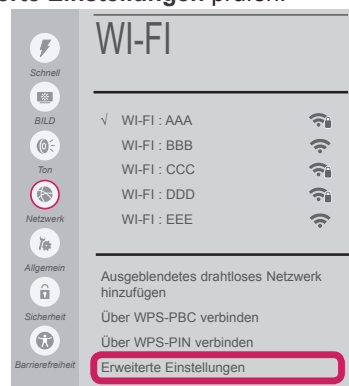 erte Einstellungen prüfen.
WI-FI
Schnell
BILD
Ton
Netzwerk
Allgemein
Sicherheit
Barrierefreiheit
√ WI-FI : AAA
WI-FI : BBB
WI-FI : CCC
WI-FI : DDD
WI-FI : EEE
Ausgeblendetes drahtloses Netzwerk
hinzufügen
Über WPS-PBC verbinden
Über WPS-PIN verbinden
Erweiterte Einstellungen